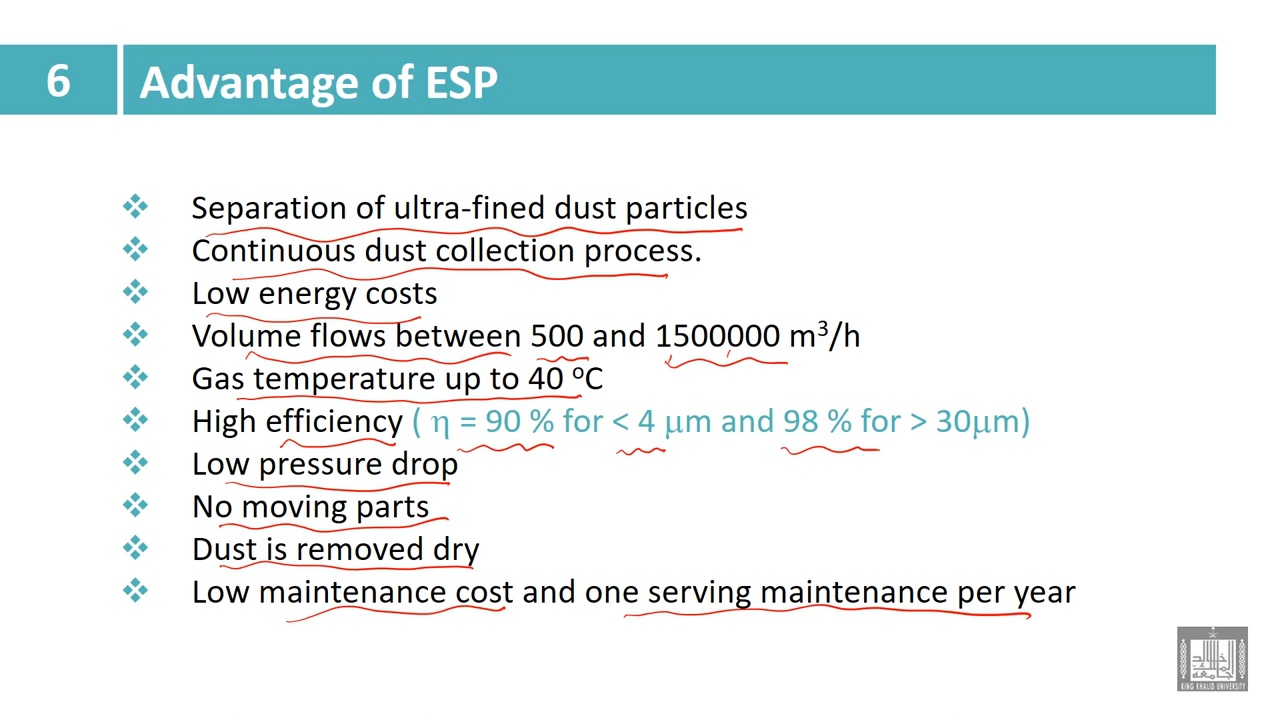 6
Advantage of ESP
Separation of ultra-fined dust particles
Continuous dust collection process.
Low energy costs
Volume flows between 500 and 1500000 m³/h
Gas temperature up to 40 ᵒC
High efficiency ( η = 90 % for < 4 μm and 98 % for > 30μm)
Low pressure drop
No moving parts
Dust is removed dry
Low maintenance cost and one serving maintenance per year
KING KHALID UNIVERSITY